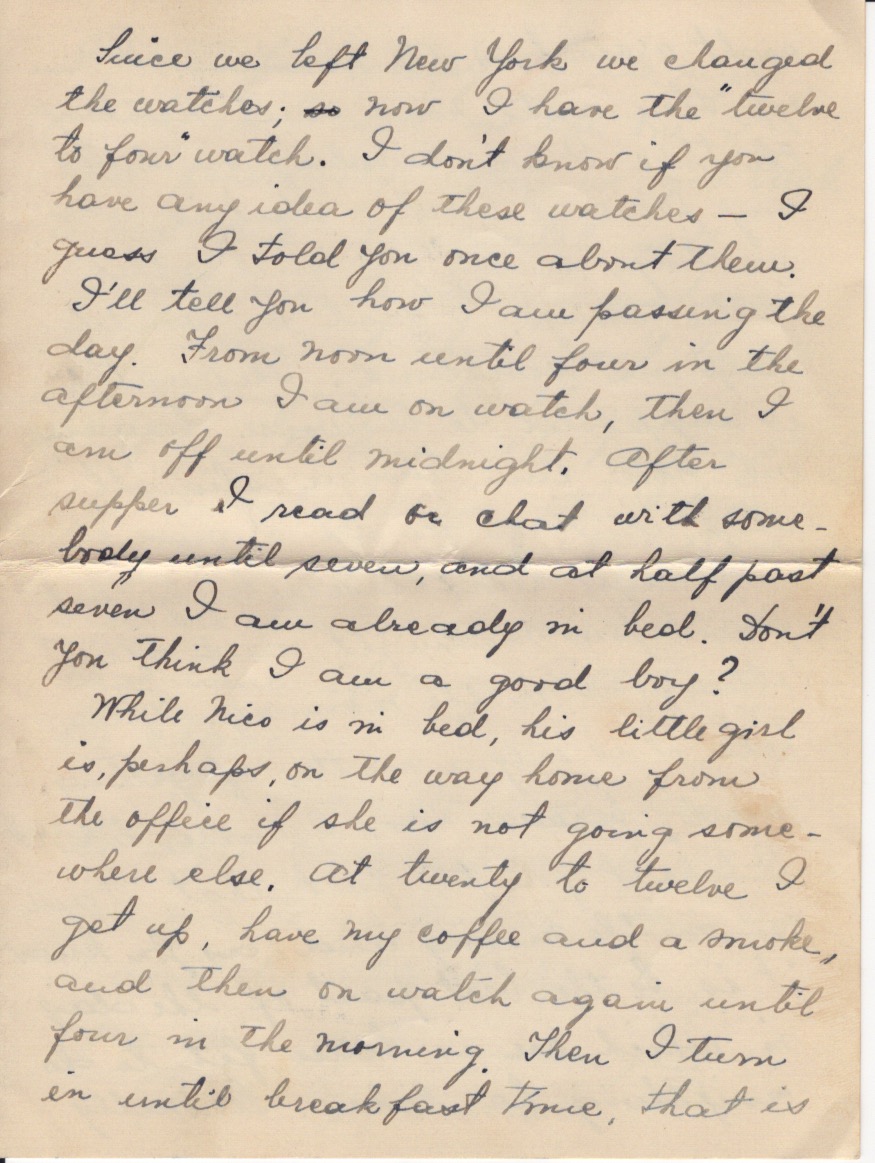 Since we left New York we changed
the watches; so now I have the "twelve
to four" watch. I don't know if you
have any idea of these watches – I
guess I told you once about them.
I'll tell you how I am passing the
day. From noon until four in the
afternoon I am on watch, then I
am off until midnight. After
supper I read or chat with some-
body until seven, and at half past
seven I am already in bed. Don't
you think I am a good boy?
While Nico is in bed, his little girl
is, perhaps, on the way home from
the office if she is not going some-
where else. At twenty to twelve I
get up, have my coffee and a smoke,
and then on watch again until
four in the morning. Then I turn
in until breakfast time, that is